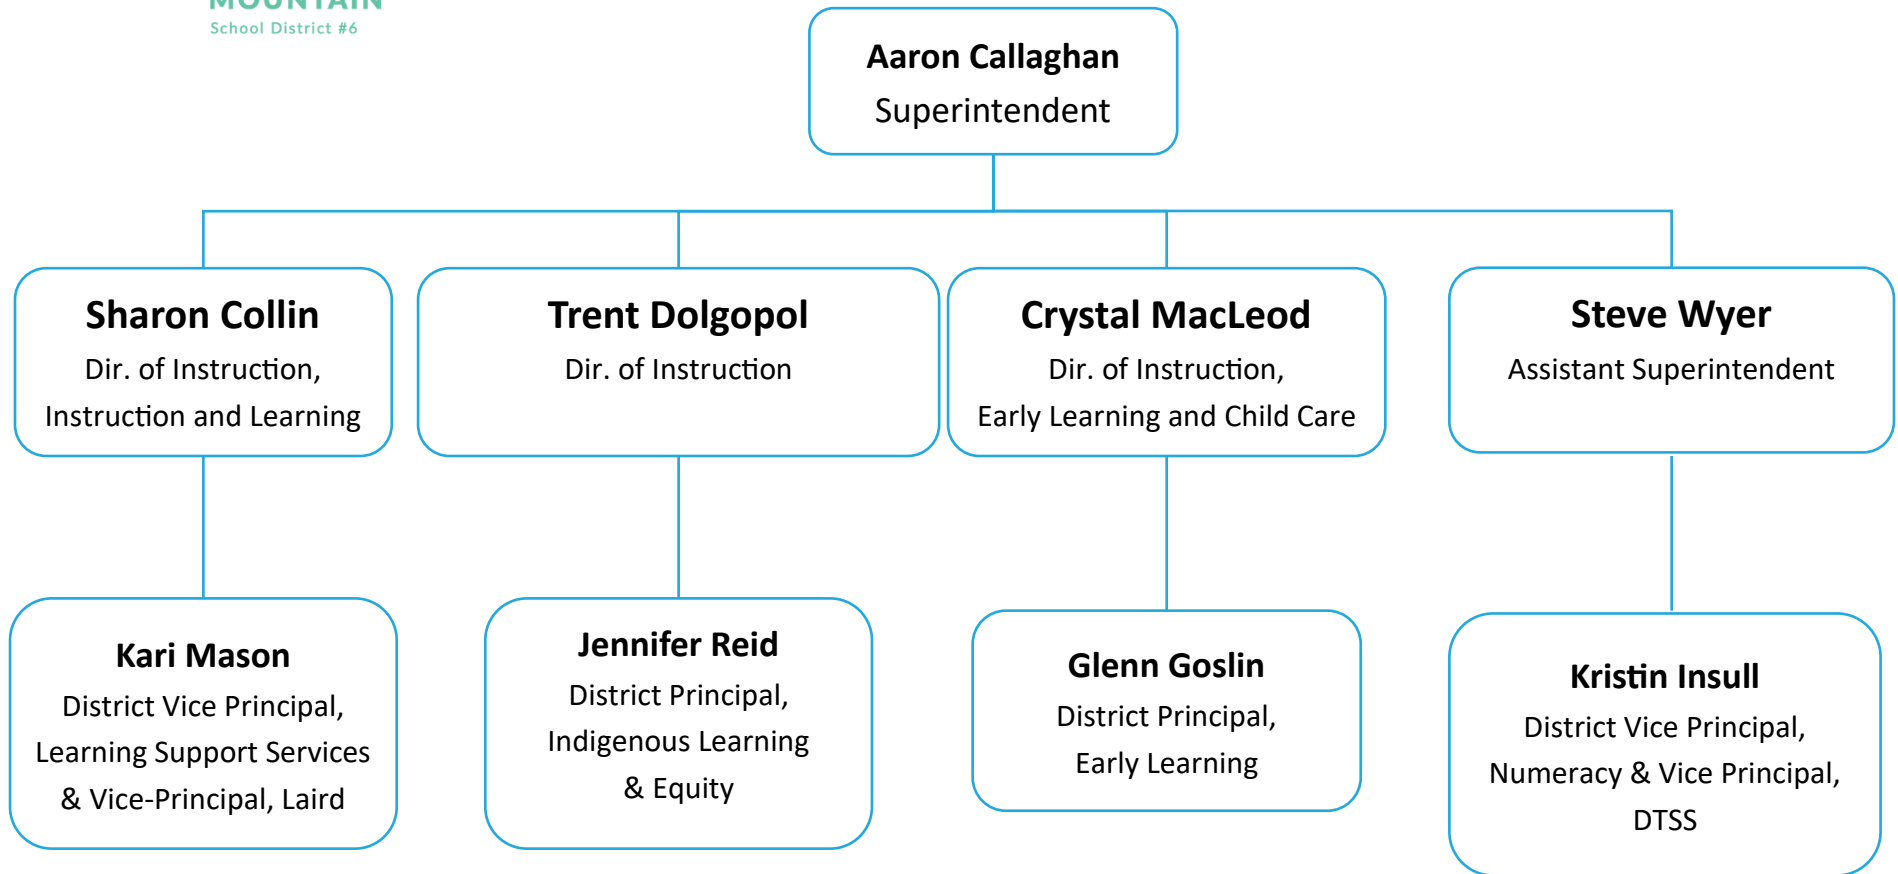 MOUNTAIN
School District #6
Aaron Callaghan
Superintendent
Sharon Collin
Dir. of Instruction,
Instruction and Learning
Trent Dolgopol
Dir. of Instruction
Crystal MacLeod
Dir. of Instruction,
Early Learning and Child Care
Steve Wyer
Assistant Superintendent
Kari Mason
District Vice Principal,
Learning Support Services
& Vice-Principal, Laird
Jennifer Reid
District Principal,
Indigenous Learning
& Equity
Glenn Goslin
District Principal,
Early Learning
Kristin Insull
District Vice Principal,
Numeracy & Vice Principal,
DTSS